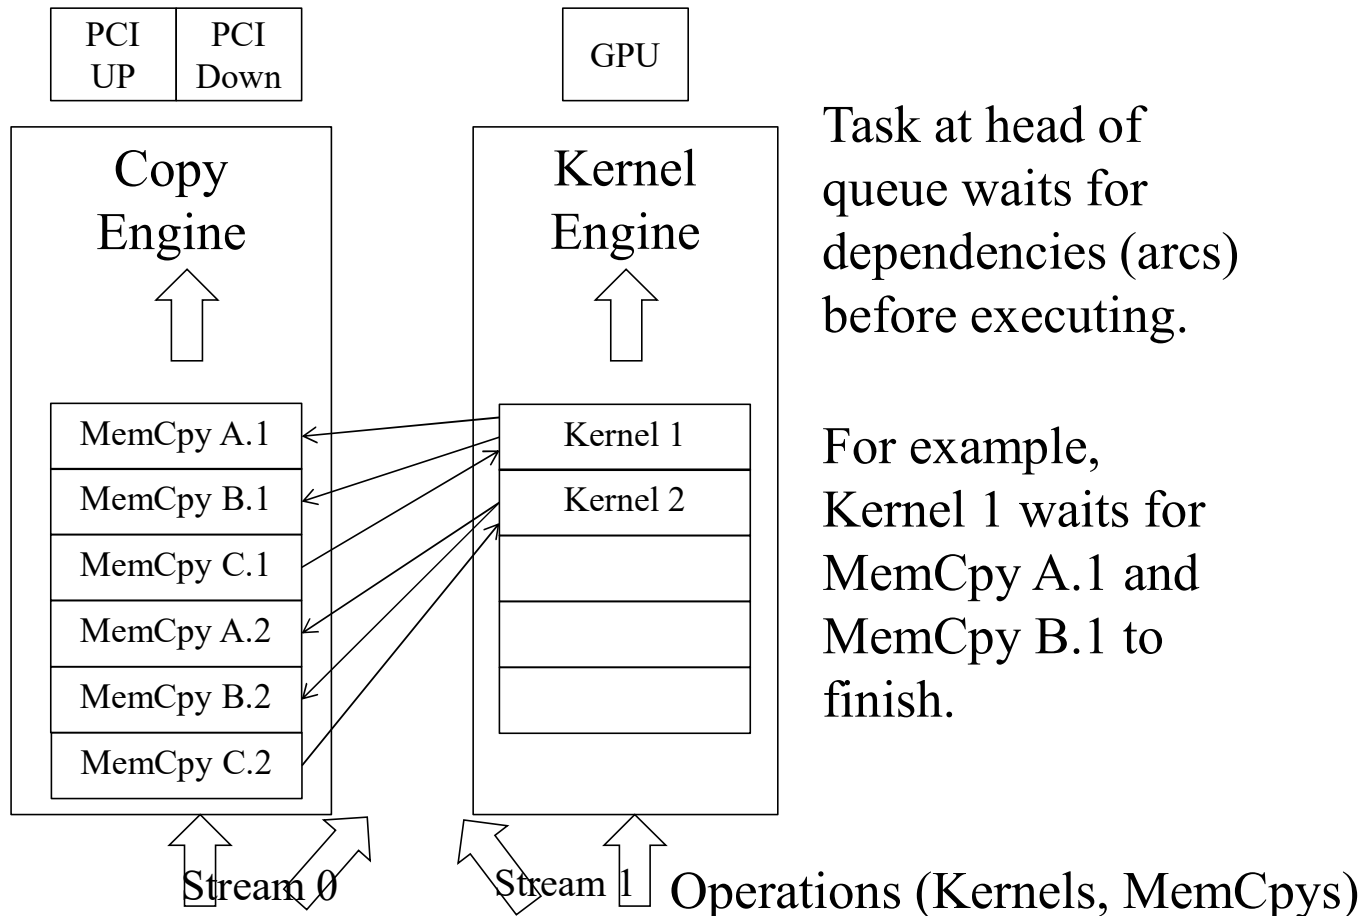 PCI
UP
PCI
Down
GPU
Copy
Engine
Kernel
Engine
MemCpy A.1
MemCpy B.1
MemCpy C.1
MemCpy A.2
MemCpy B.2
MemCpy C.2
Kernel 1
Kernel 2
Task at head of
queue waits for
dependencies (arcs)
before executing.
For example,
Kernel 1 waits for
MemCpy A.1 and
MemCpy B.1 to
finish.
Stream 0
Stream 1
Operations (Kernels, MemCpys)